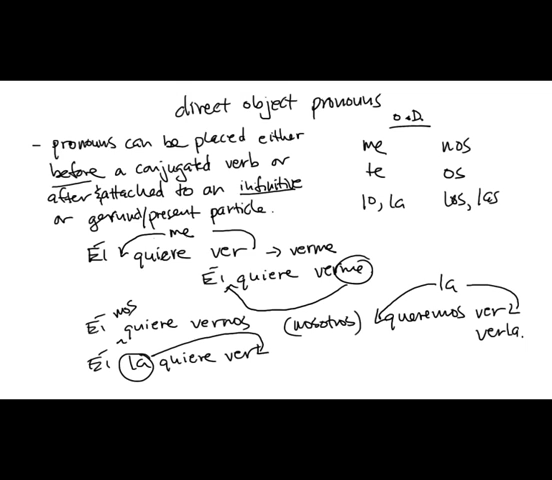 direct object pronouns
O.D.
- pronouns can be placed either
before a conjugated verb or
after & attached to an infinitive
or gerund/present particle.
me nos
te os
lo, la los, las
me
Él quiere ver → verme
Él quiere verme
nos
Él quiere vernos
(nosotros) queremos ver
la
verla.
Él la quiere ver